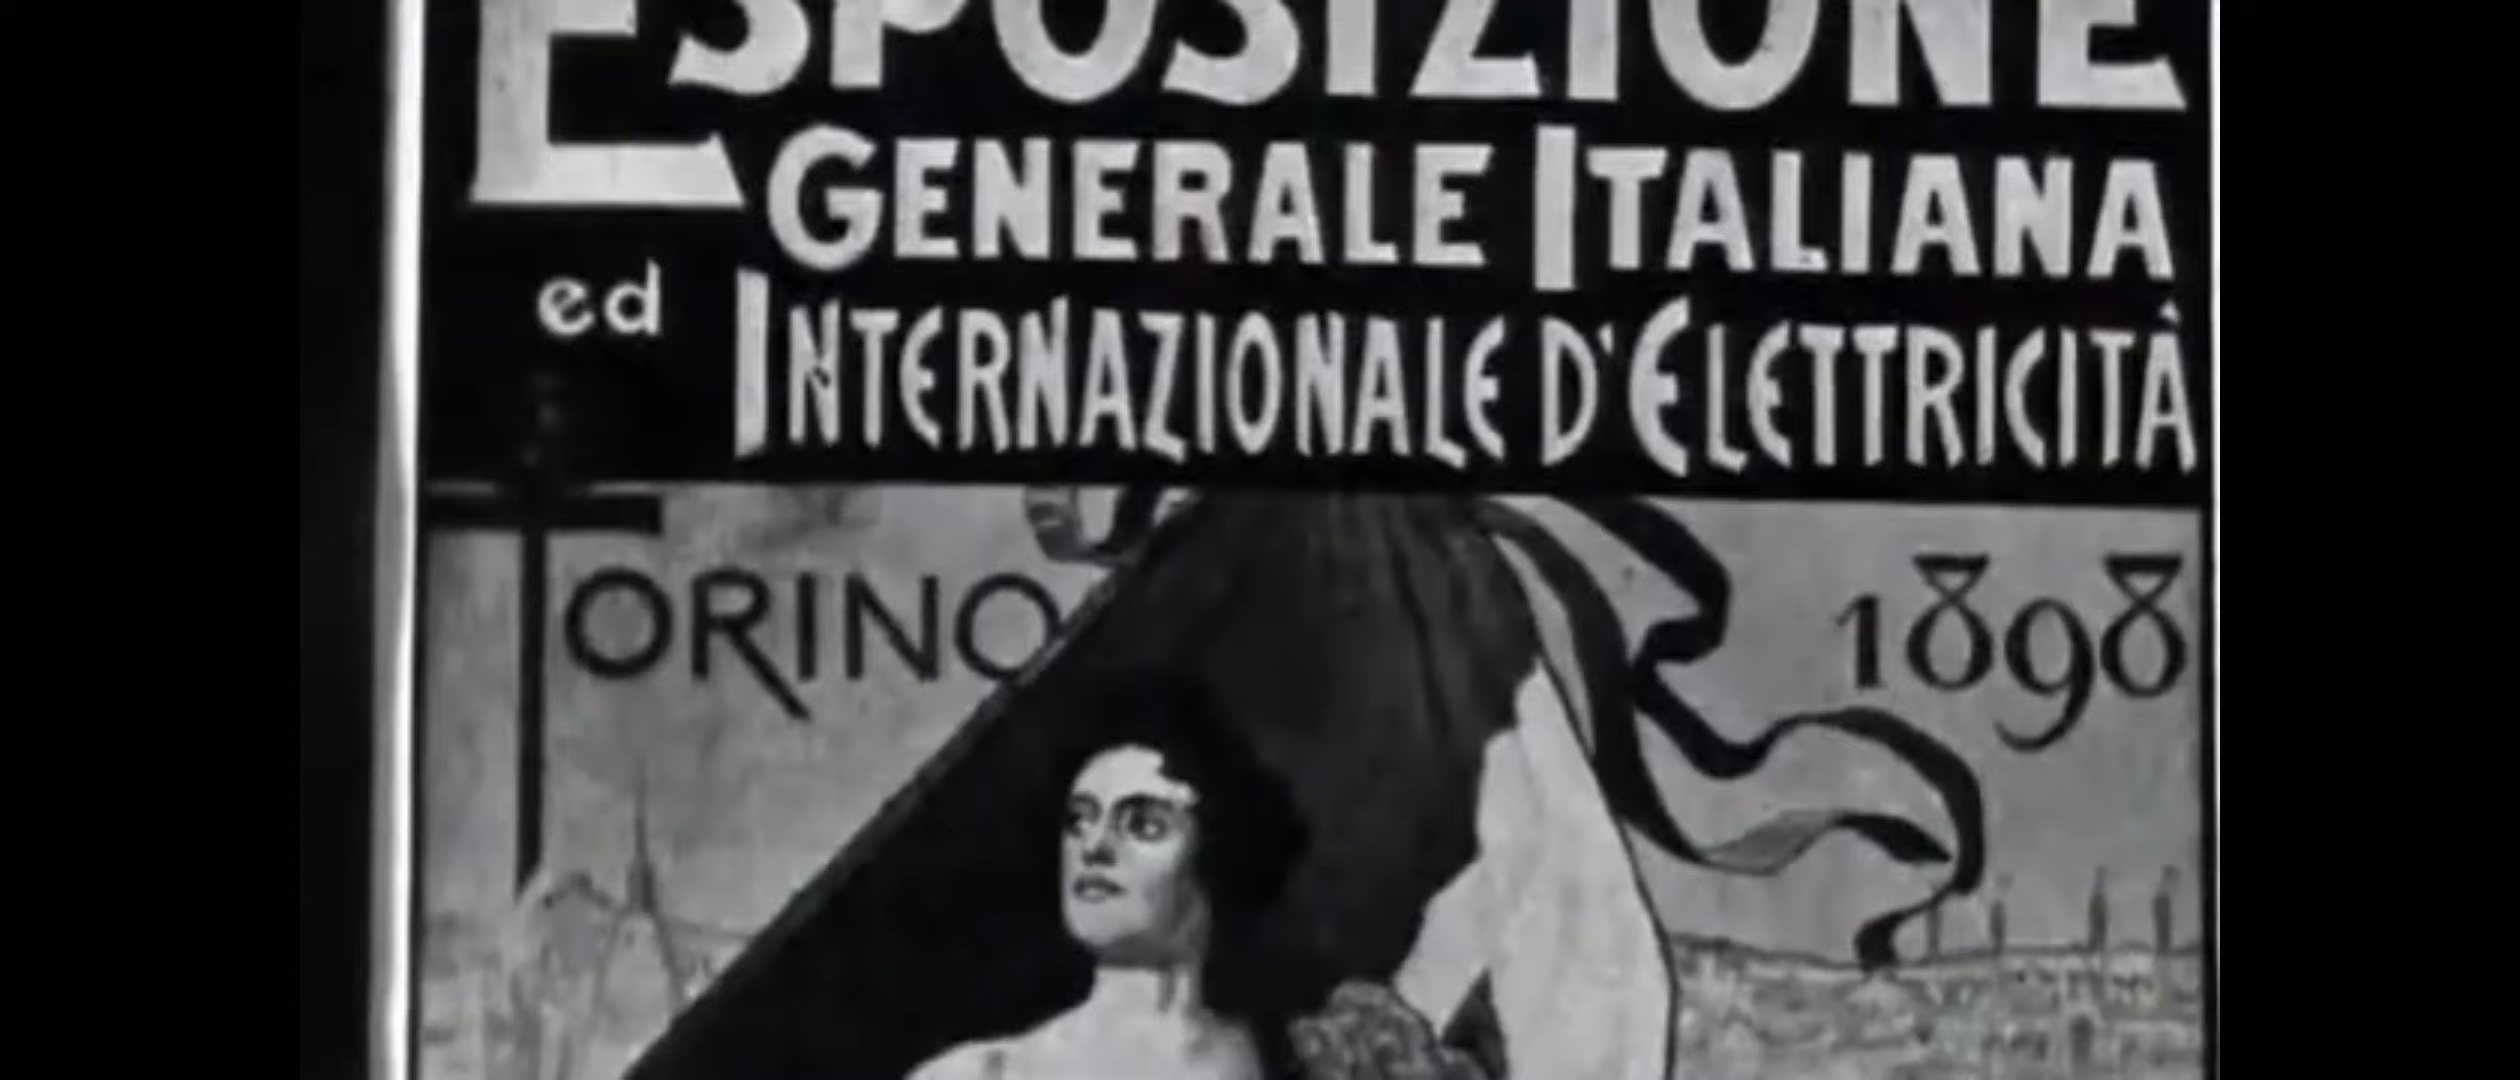 ESPOSIZIONE
GENERALE ITALIANA
ed INTERNAZIONALE D'ELETTRICITÀ
TORINO 1898